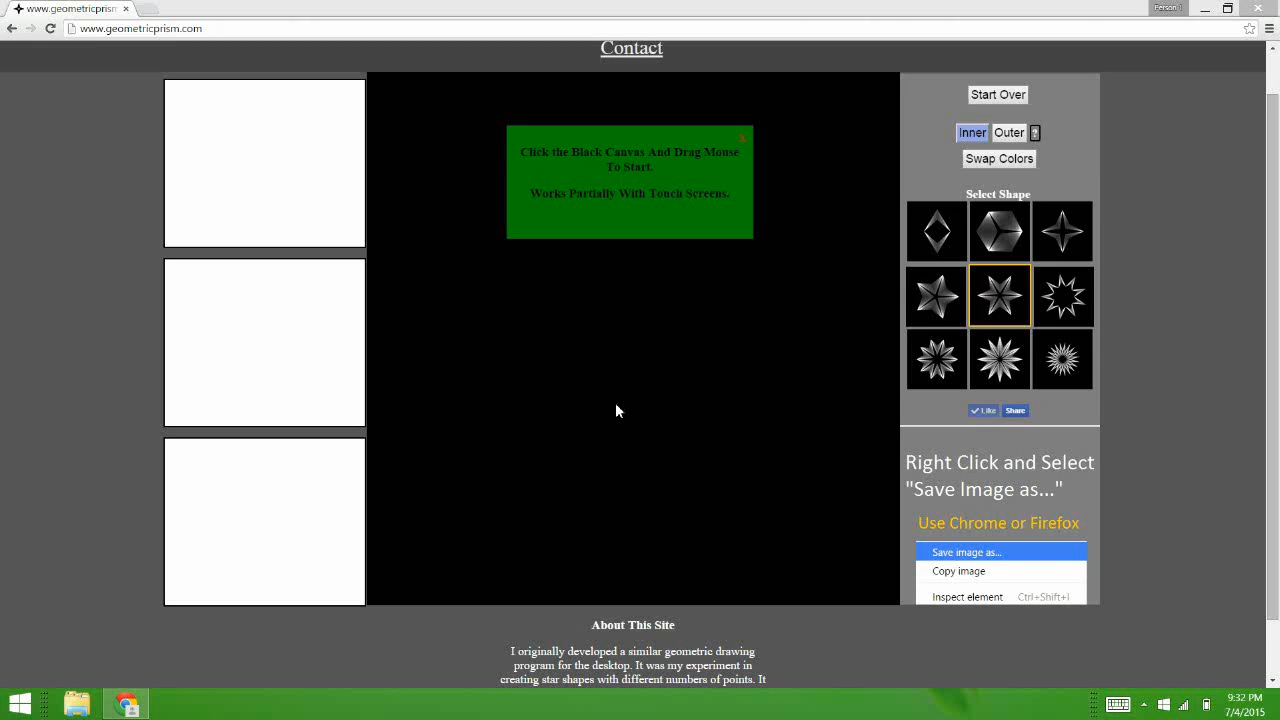 www.geometricprism.
Person 1
www.geometricprism.com
Contact
X
Click the Black Canvas And Drag Mouse
To Start.
Works Partially With Touch Screens.
Start Over
Inner Outer ?
Swap Colors
Select Shape
Like Share
Right Click and Select
"Save Image as..."
Use Chrome or Firefox
Save image as...
Copy image
Inspect element Ctrl+Shift+I
About This Site
I originally developed a similar geometric drawing
program for the desktop. It was my experiment in
creating star shapes with different numbers of points. It
9:32 PM
7/4/2015